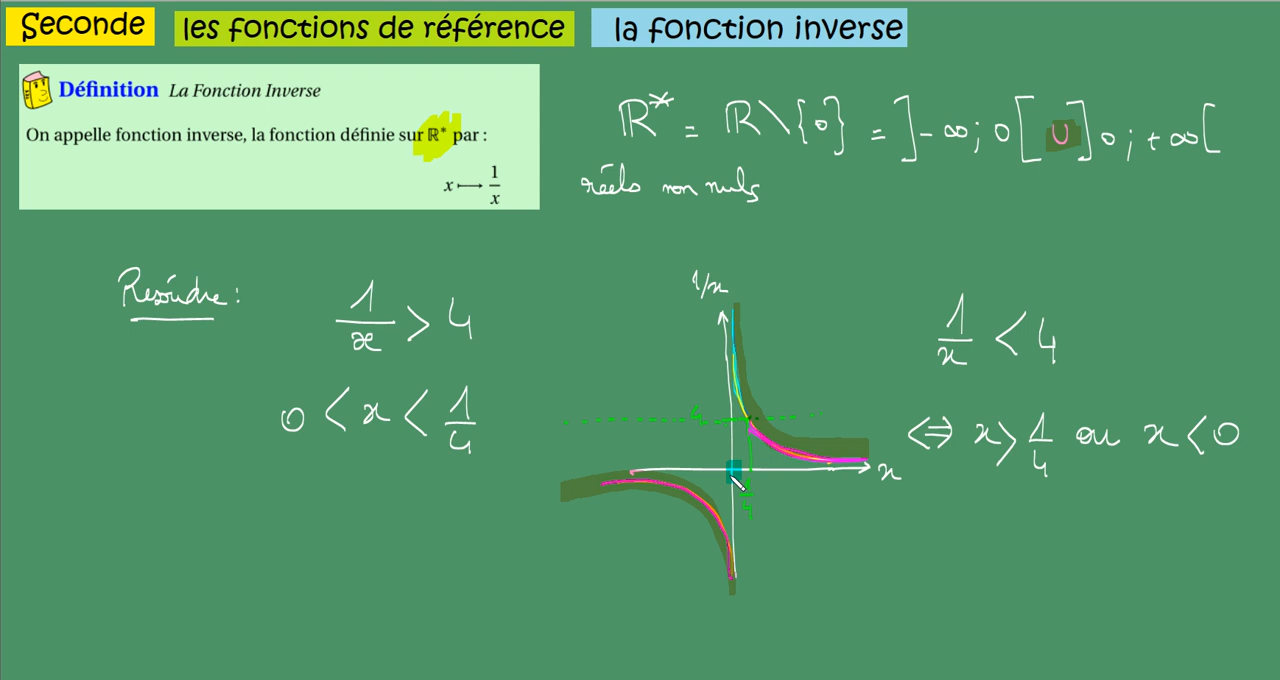 Seconde les fonctions de référence la fonction inverse
Définition La Fonction Inverse
On appelle fonction inverse, la fonction définie sur ℝ* par :
x ⟼ 1/x
ℝ* = ℝ \ {0} = ]-∞ ; 0[ ∪ ]0 ; +∞[
réels non nuls
Resoudre :
1/x > 4
0 < x < 1/4
1/x
4
x
1/4
1/x < 4
⇔ x > 1/4 ou x < 0